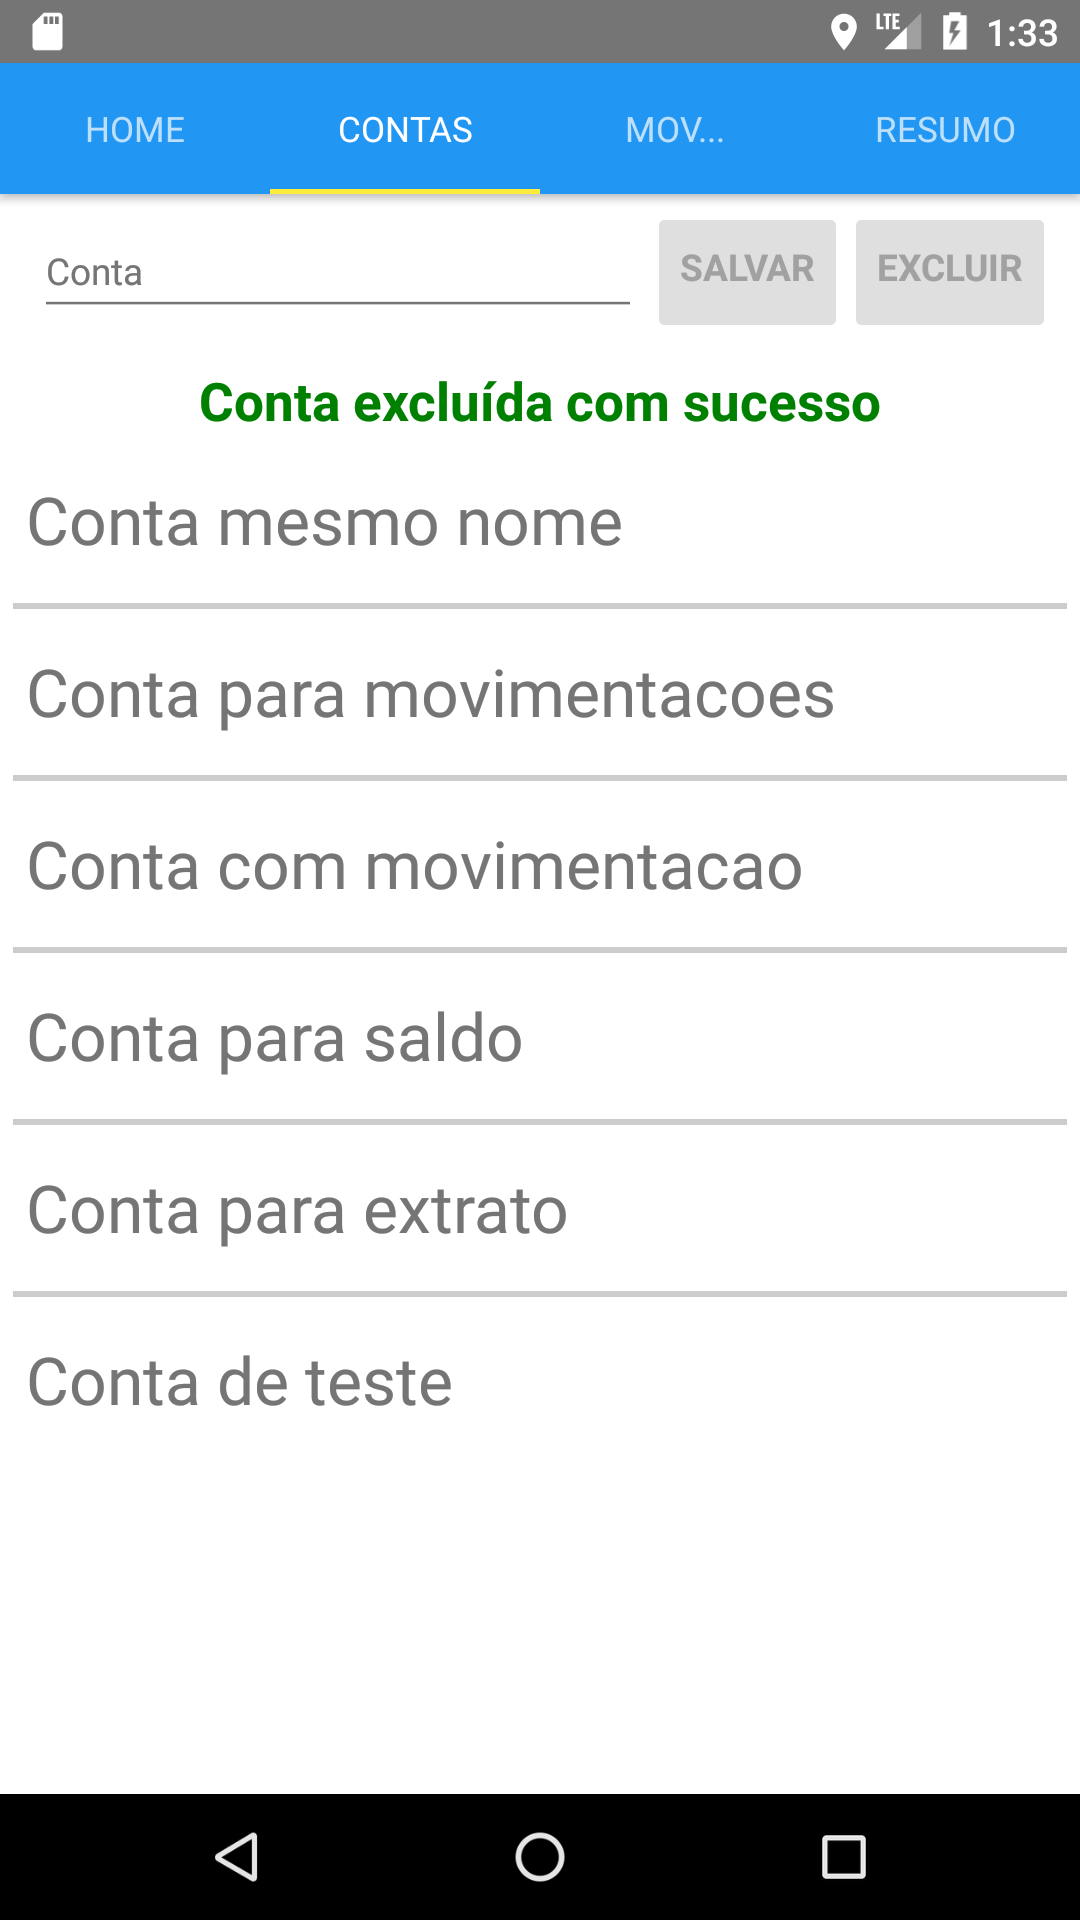 LTE 1:33
HOME CONTAS MOV... RESUMO
Conta SALVAR EXCLUIR
Conta excluída com sucesso
Conta mesmo nome
Conta para movimentacoes
Conta com movimentacao
Conta para saldo
Conta para extrato
Conta de teste